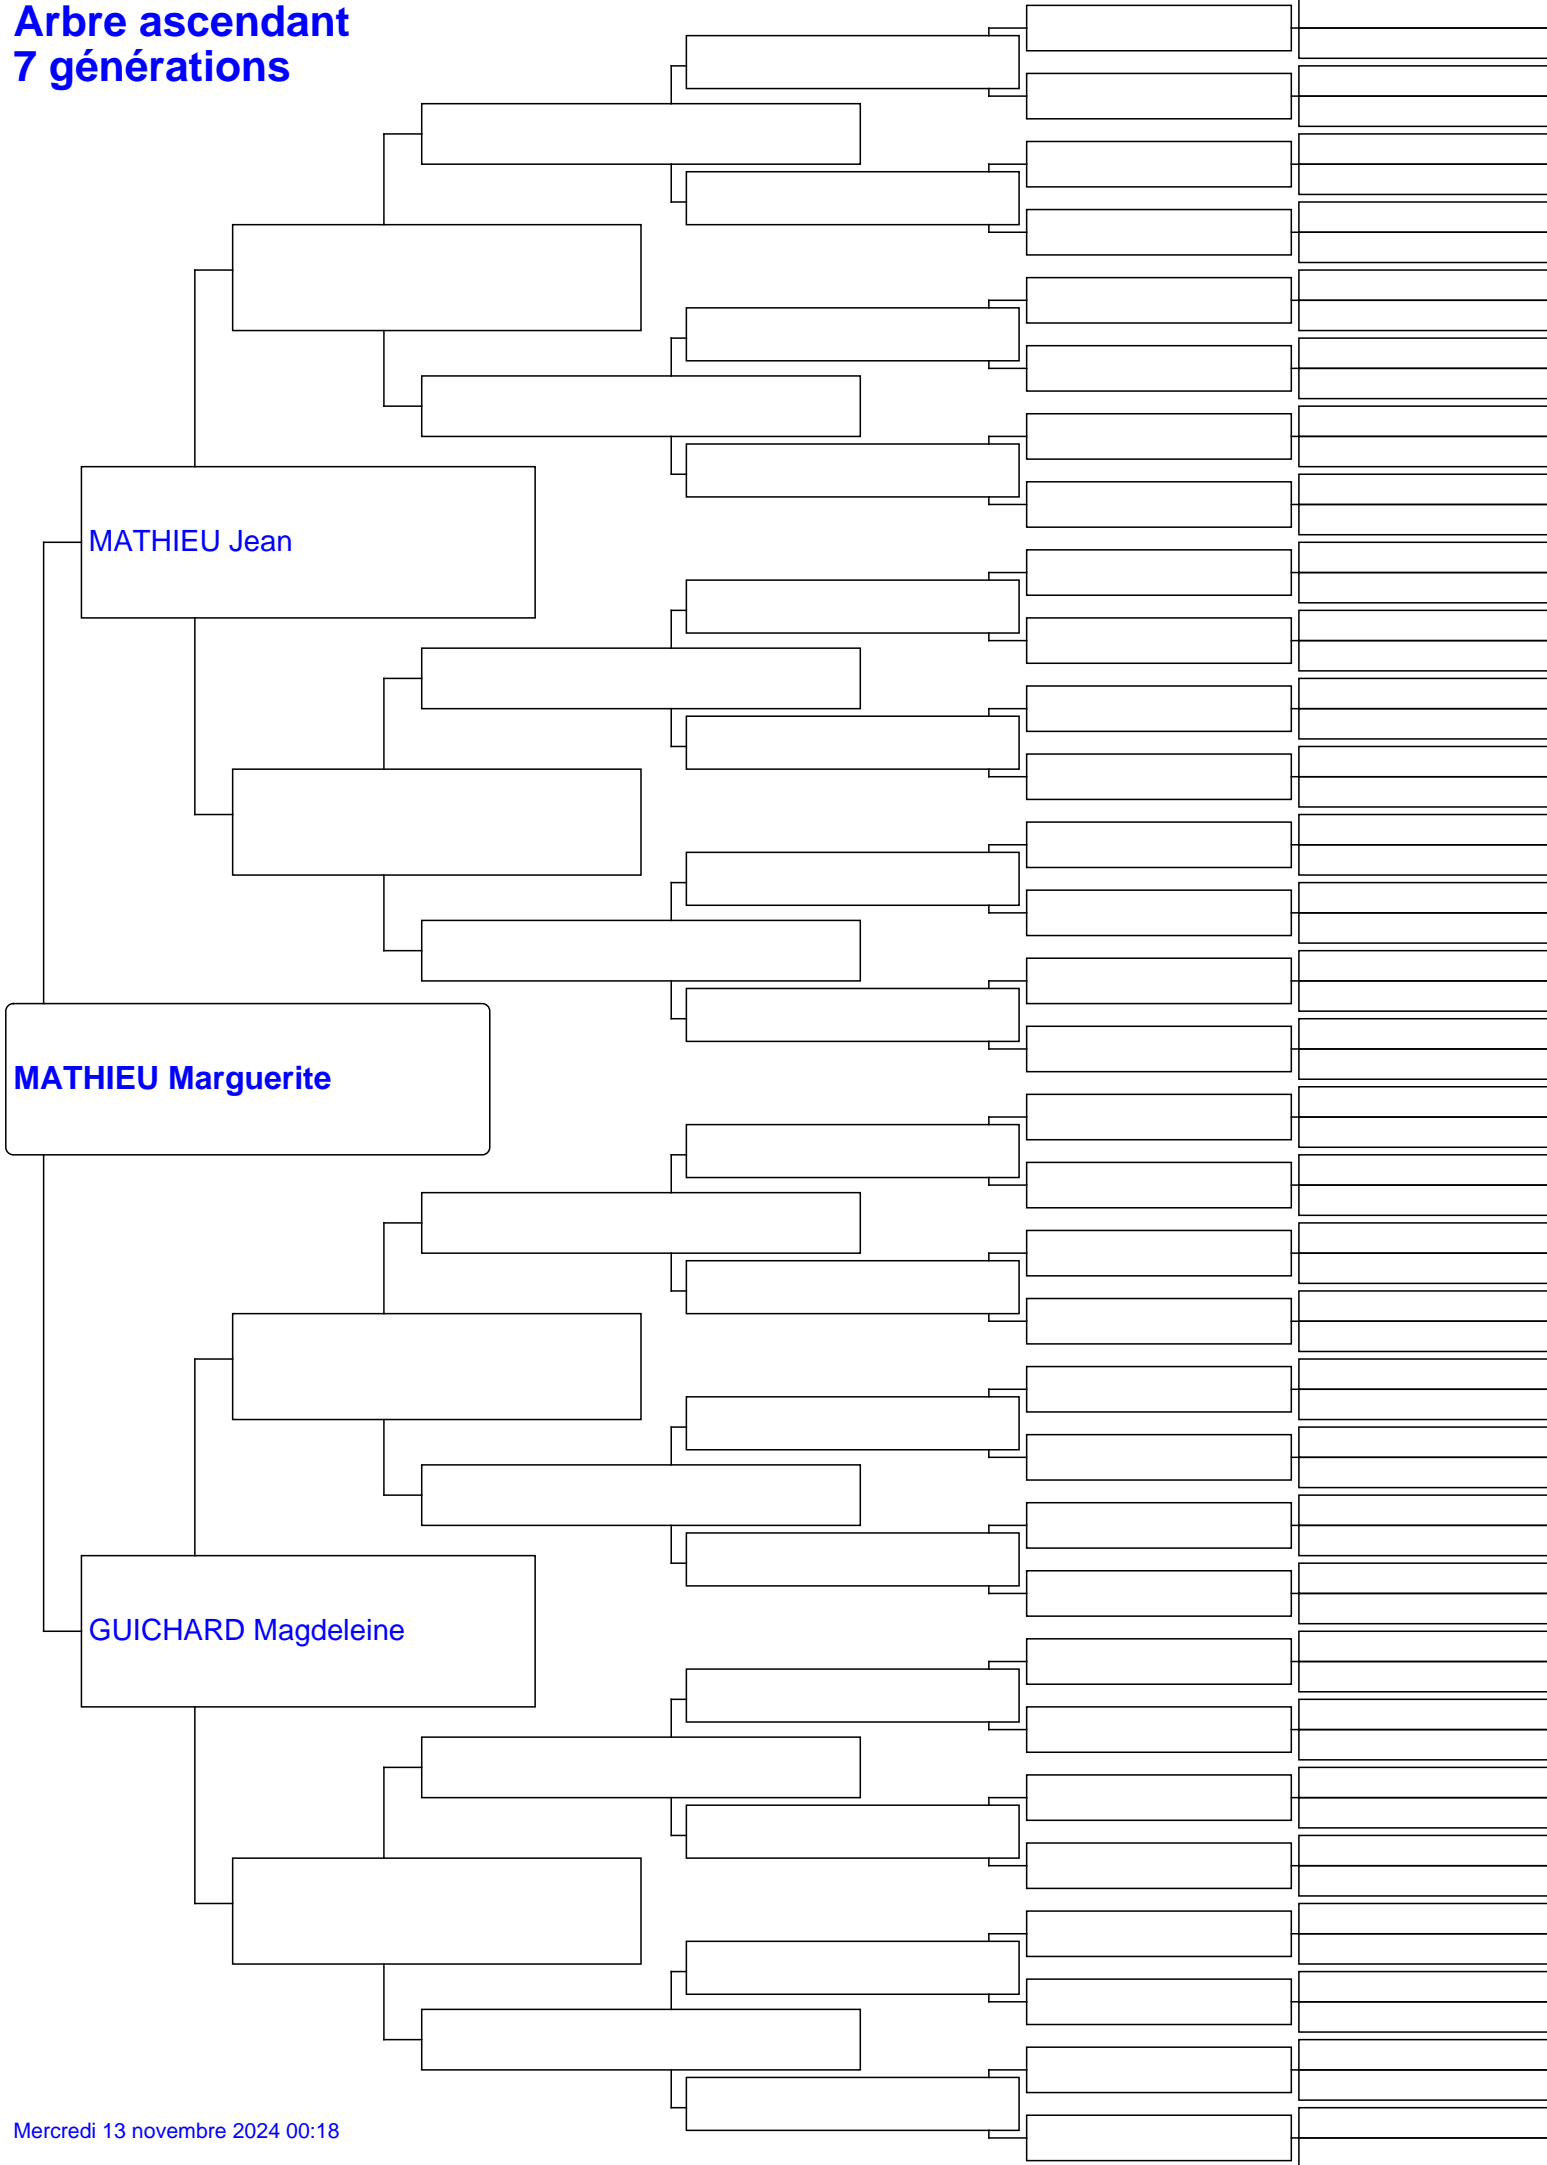 Arbre ascendant
7 générations
MATHIEU Jean
MATHIEU Marguerite
GUICHARD Magdeleine
Mercredi 13 novembre 2024 00:18